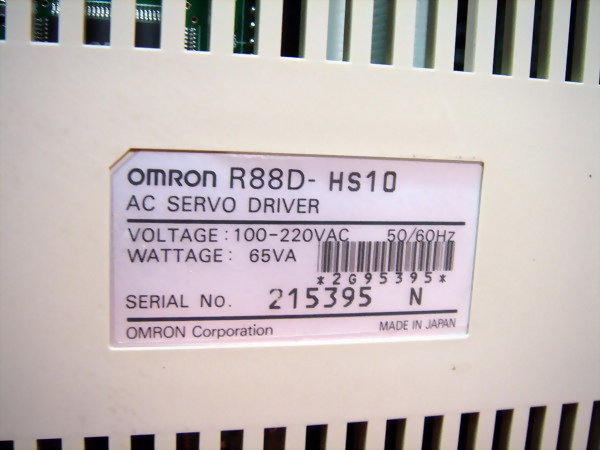 OMRON R88D- HS10
AC SERVO DRIVER
VOLTAGE: 100-220VAC 50/60Hz
WATTAGE: 65VA
*2G95395*
SERIAL No. 215395 N
OMRON Corporation MADE IN JAPAN